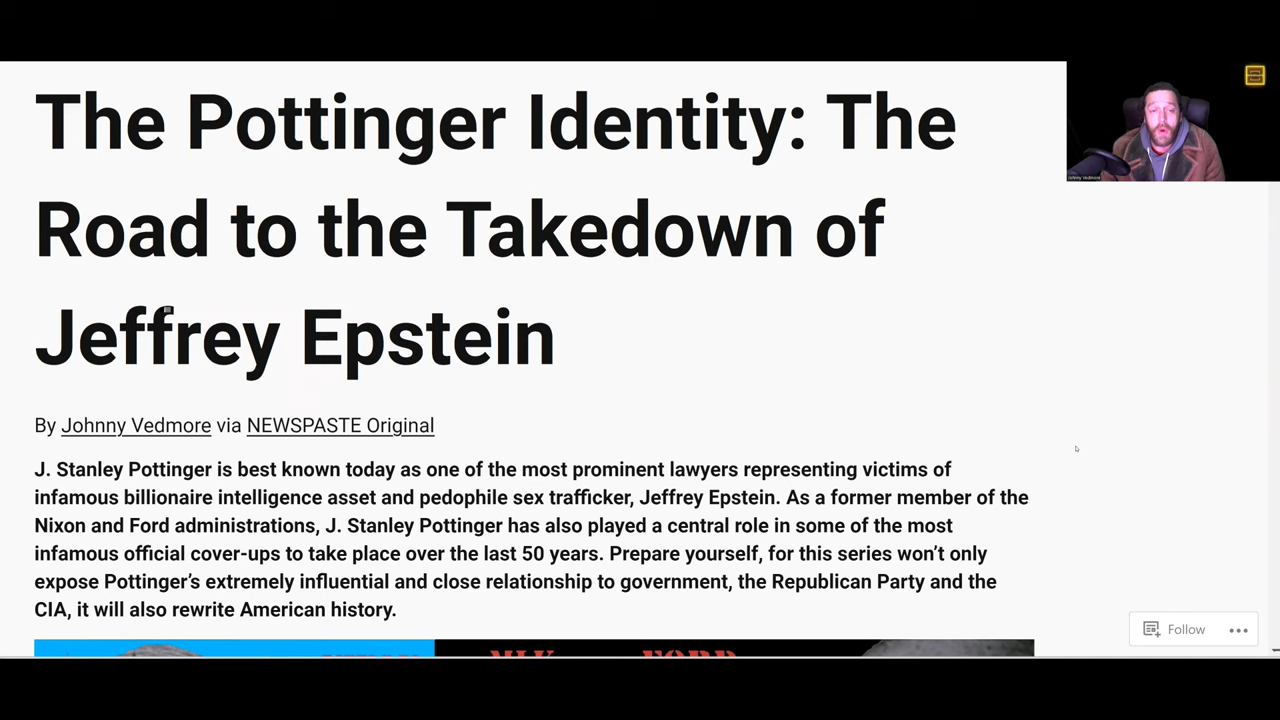 The Pottinger Identity: The
Road to the Takedown of
Jeffrey Epstein
By Johnny Vedmore via NEWSPASTE Original
J. Stanley Pottinger is best known today as one of the most prominent lawyers representing victims of
infamous billionaire intelligence asset and pedophile sex trafficker, Jeffrey Epstein. As a former member of the
Nixon and Ford administrations, J. Stanley Pottinger has also played a central role in some of the most
infamous official cover-ups to take place over the last 50 years. Prepare yourself, for this series won’t only
expose Pottinger’s extremely influential and close relationship to government, the Republican Party and the
CIA, it will also rewrite American history.
MLK FORD
Johnny Vedmore
Follow